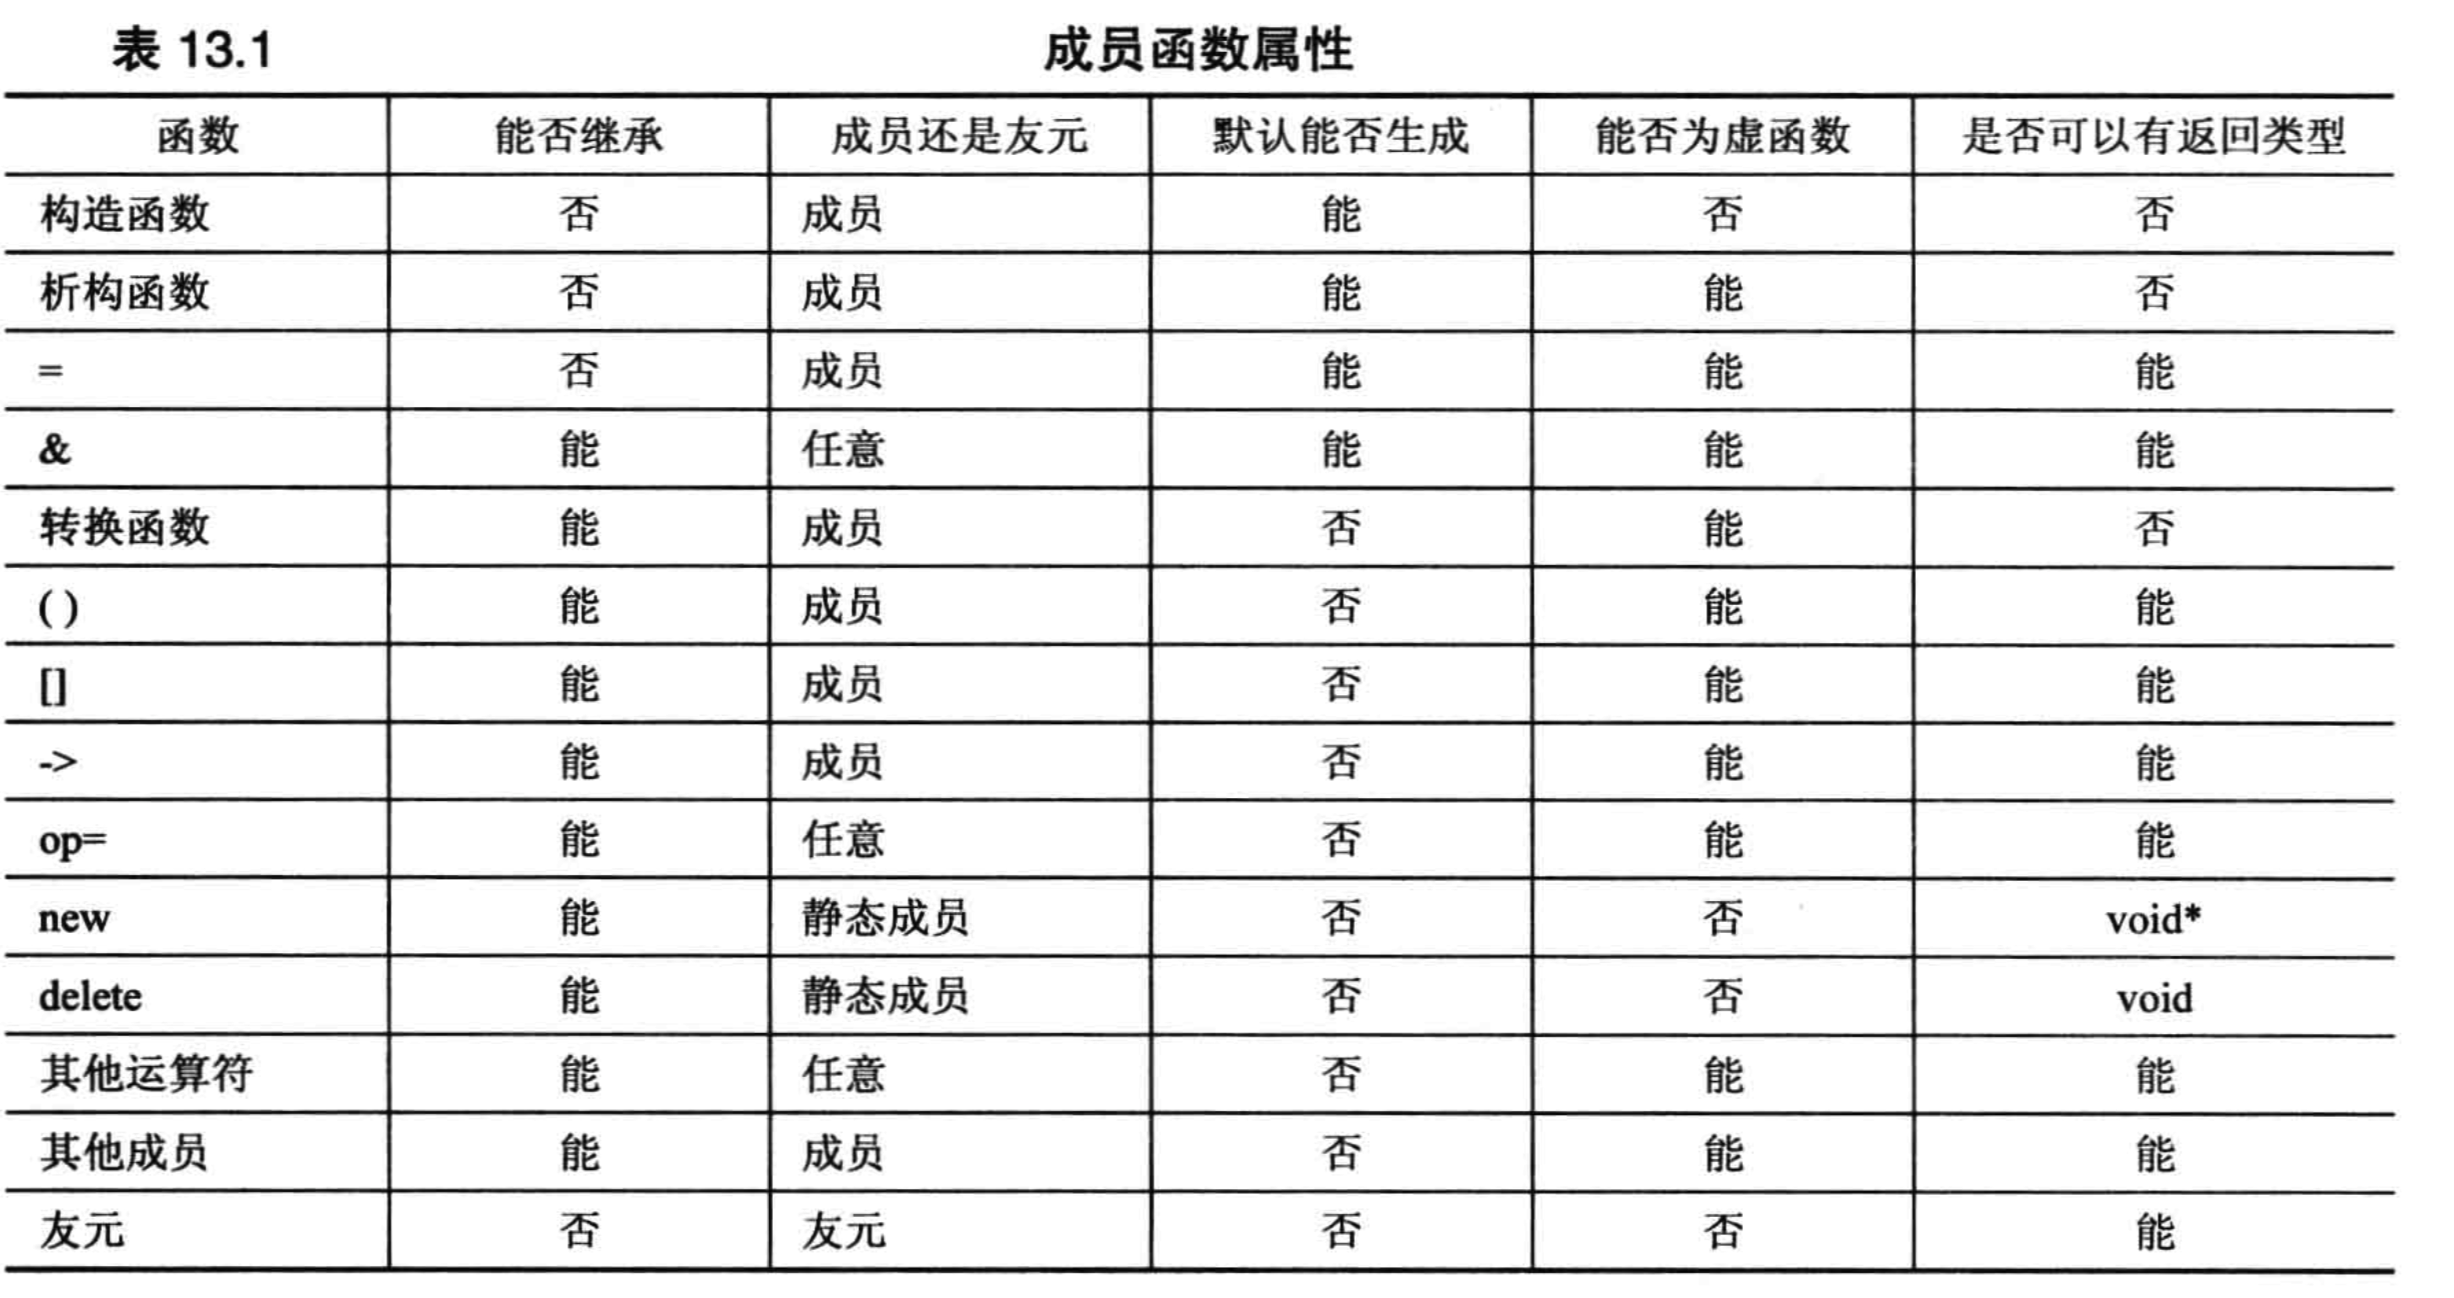 表 13.1 成员函数属性
函数 能否继承 成员还是友元 默认能否生成 能否为虚函数 是否可以有返回类型
构造函数 否 成员 能 否 否
析构函数 否 成员 能 能 否
= 否 成员 能 能 能
& 能 任意 能 能 能
转换函数 能 成员 否 能 否
( ) 能 成员 否 能 能
[] 能 成员 否 能 能
-> 能 成员 否 能 能
op= 能 任意 否 能 能
new 能 静态成员 否 否 void*
delete 能 静态成员 否 否 void
其他运算符 能 任意 否 能 能
其他成员 能 成员 否 能 能
友元 否 友元 否 否 能